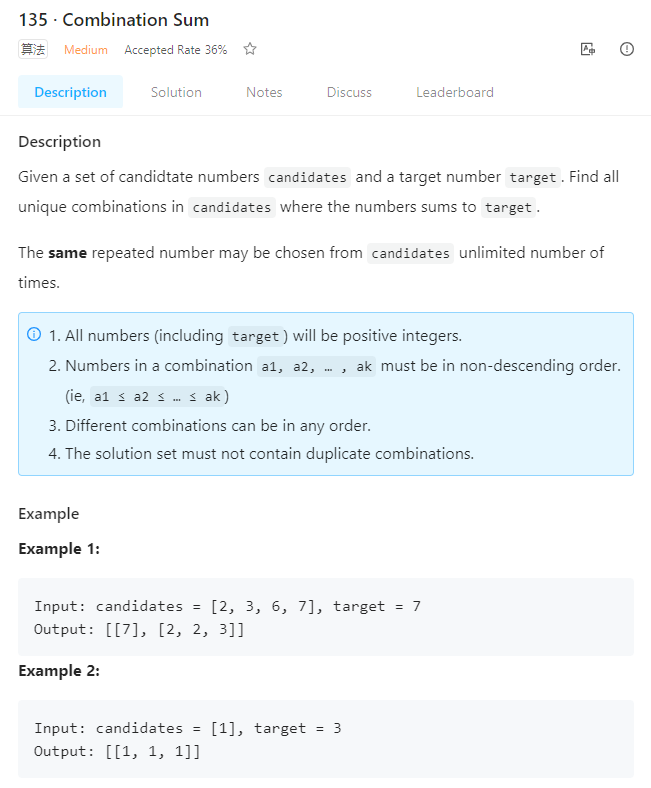 135 · Combination Sum
算法 Medium Accepted Rate 36%
Description Solution Notes Discuss Leaderboard
Description
Given a set of candidtate numbers candidates and a target number target. Find all
unique combinations in candidates where the numbers sums to target.
The same repeated number may be chosen from candidates unlimited number of
times.
1. All numbers (including target) will be positive integers.
2. Numbers in a combination a1, a2, … , ak must be in non-descending order.
(ie, a1 ≤ a2 ≤ … ≤ ak)
3. Different combinations can be in any order.
4. The solution set must not contain duplicate combinations.
Example
Example 1:
Input: candidates = [2, 3, 6, 7], target = 7
Output: [[7], [2, 2, 3]]
Example 2:
Input: candidates = [1], target = 3
Output: [[1, 1, 1]]